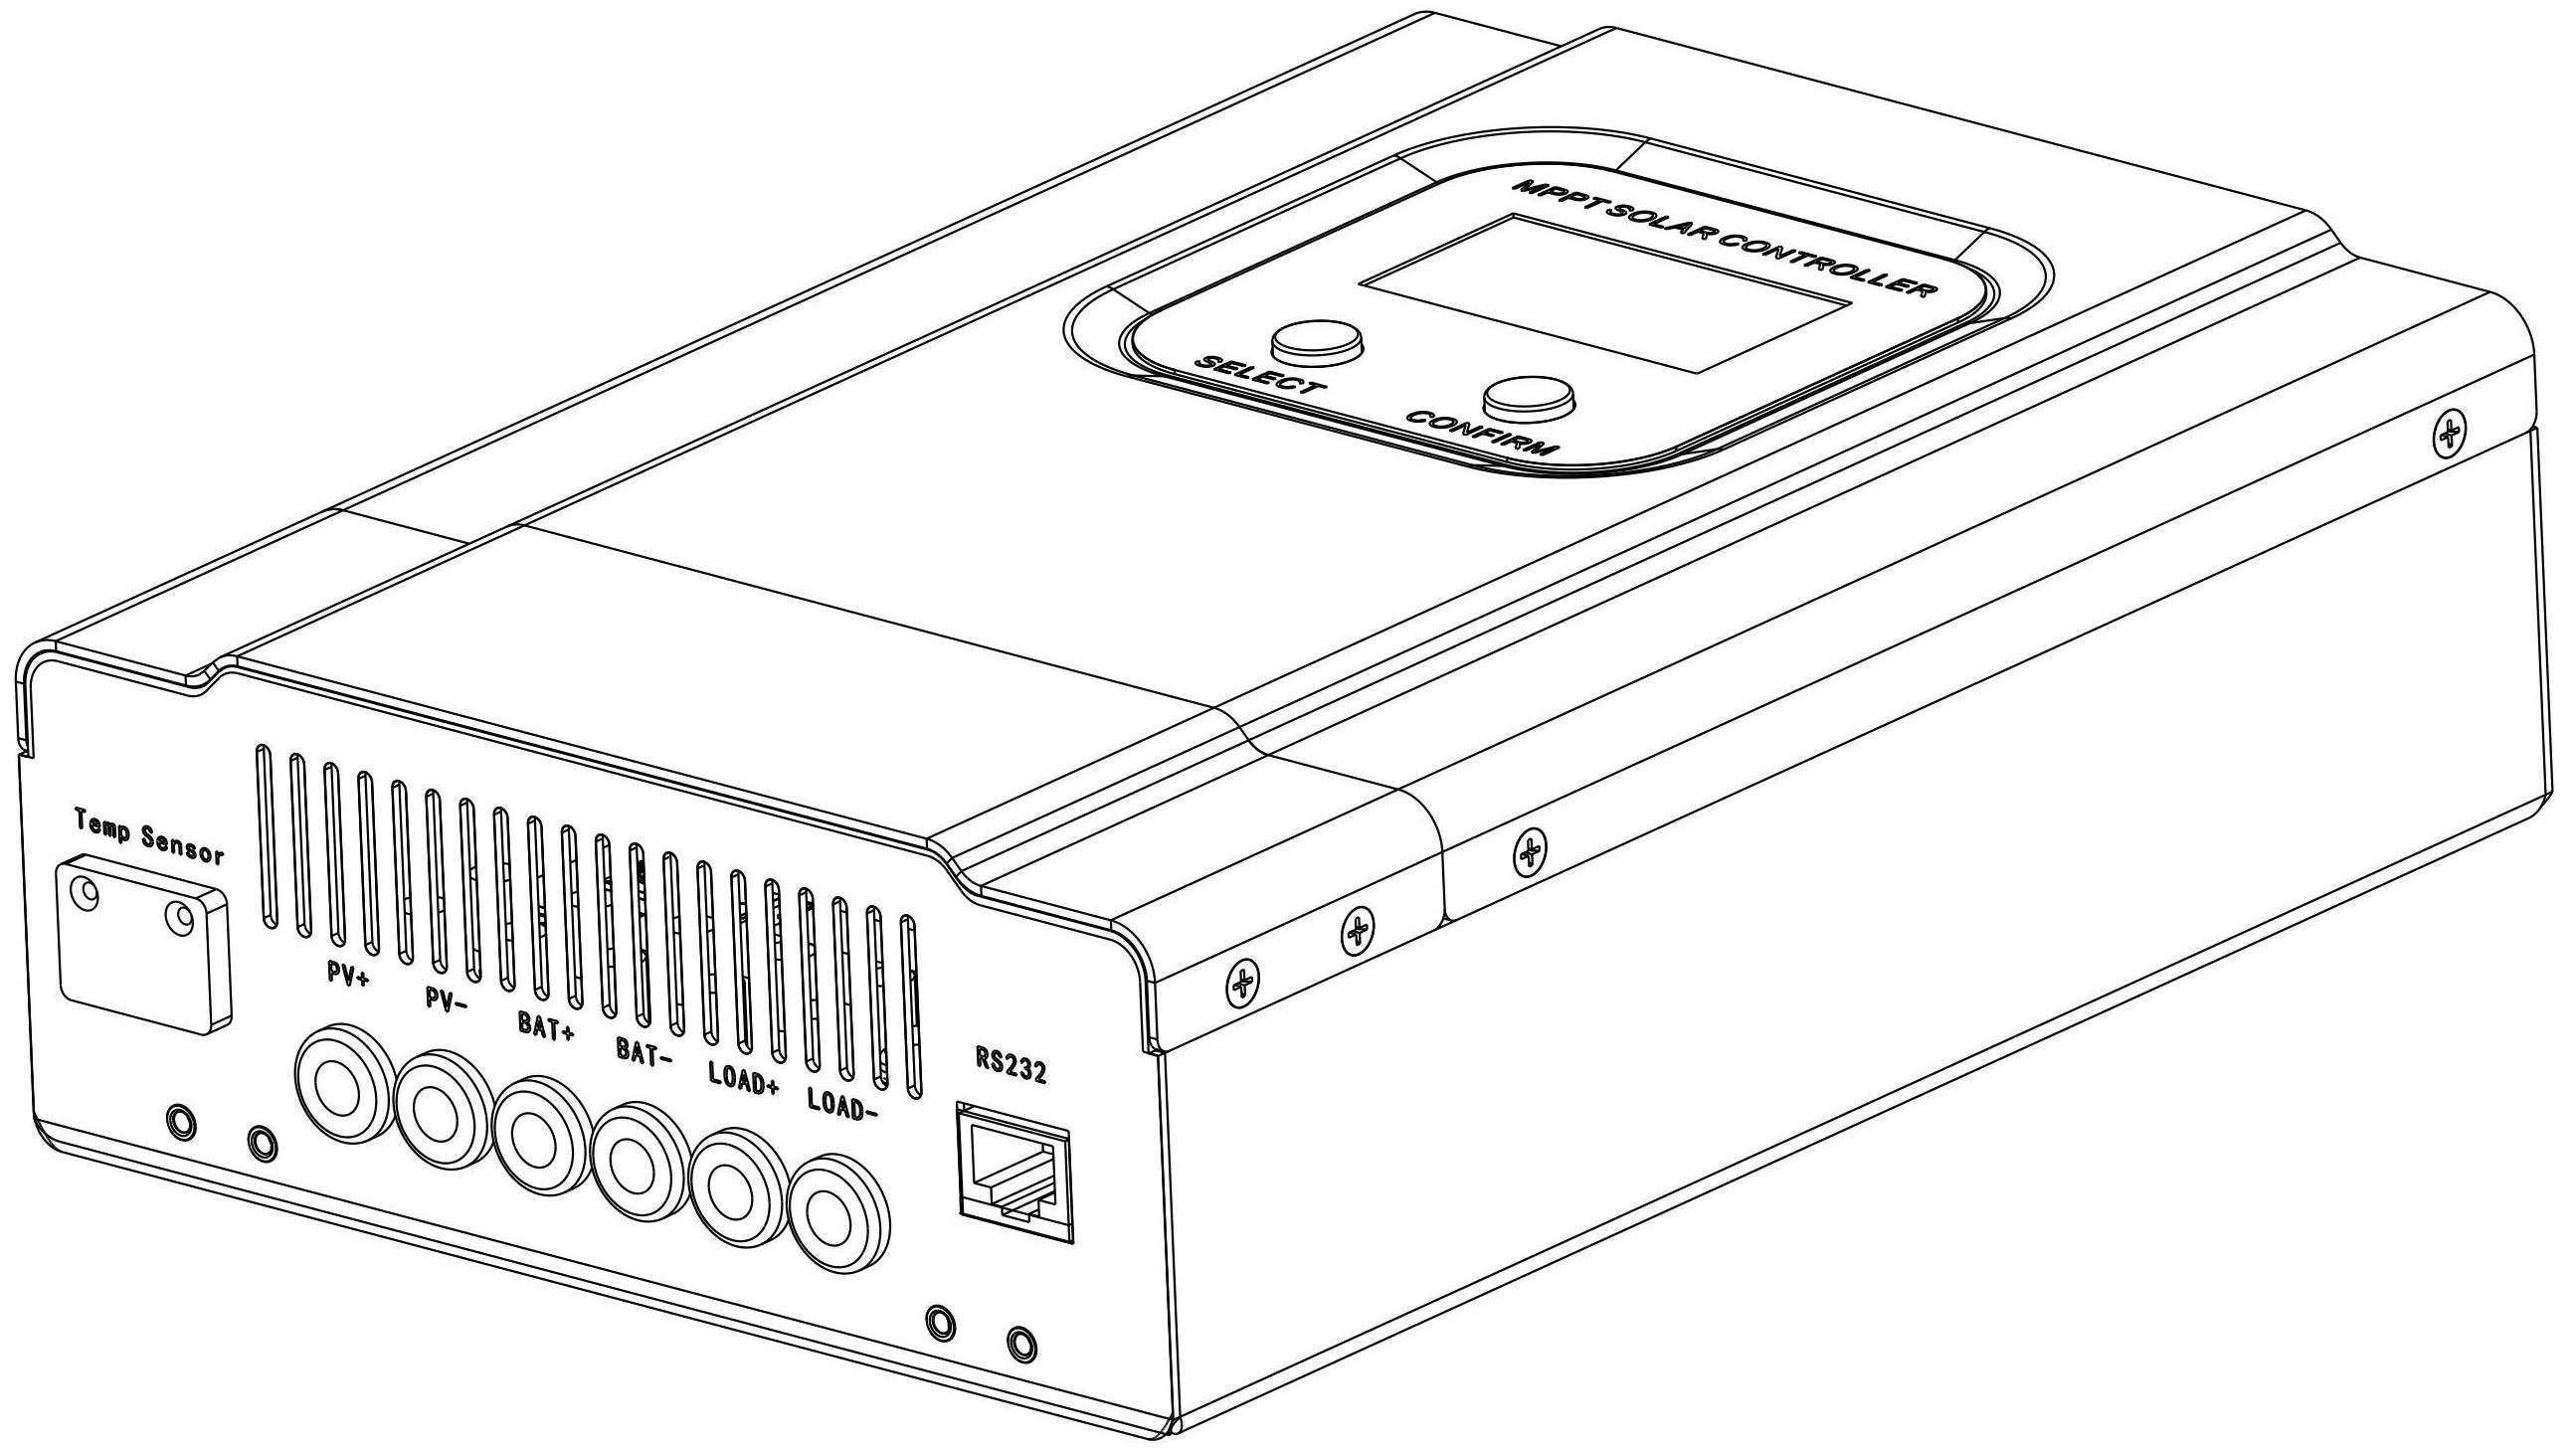 MPPT SOLAR CONTROLLER
SELECT
CONFIRM
Temp Sensor
PV+
PV-
BAT+
BAT-
LOAD+
LOAD-
RS232